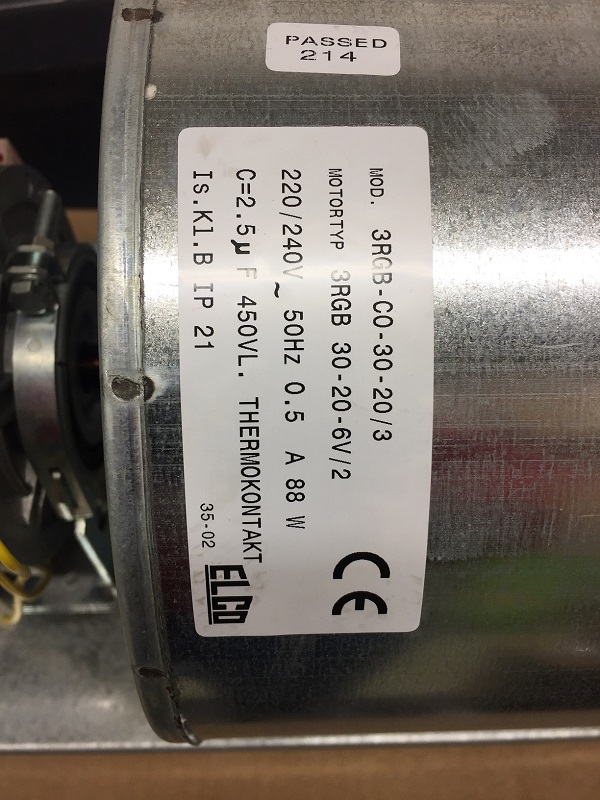 PASSED
214
MOD. 3RGB-CO-30-20/3
MOTORTYP 3RGB 30-20-6V/2
220/240V ~ 50Hz 0.5 A 88 W
C=2.5μF 450VL. THERMOKONTAKT
Is.Kl.B IP 21
35-02
ELCO
CE